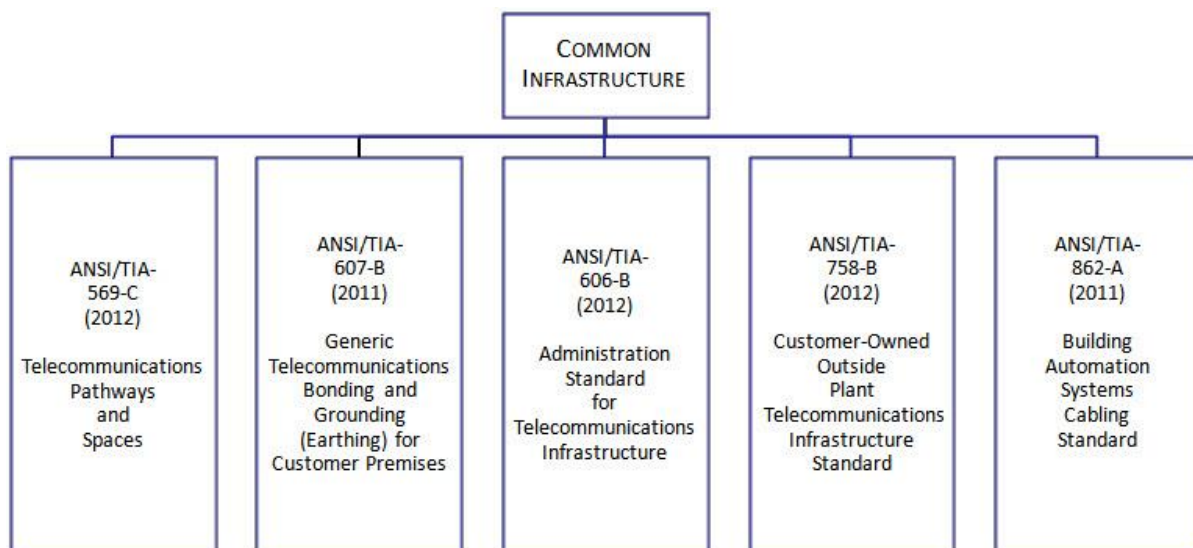 COMMON
INFRASTRUCTURE
ANSI/TIA-
569-C
(2012)
Telecommunications
Pathways
and
Spaces
ANSI/TIA-
607-B
(2011)
Generic
Telecommunications
Bonding and
Grounding
(Earthing) for
Customer Premises
ANSI/TIA-
606-B
(2012)
Administration
Standard
for
Telecommunications
Infrastructure
ANSI/TIA-
758-B
(2012)
Customer-Owned
Outside
Plant
Telecommunications
Infrastructure
Standard
ANSI/TIA-
862-A
(2011)
Building
Automation
Systems
Cabling
Standard